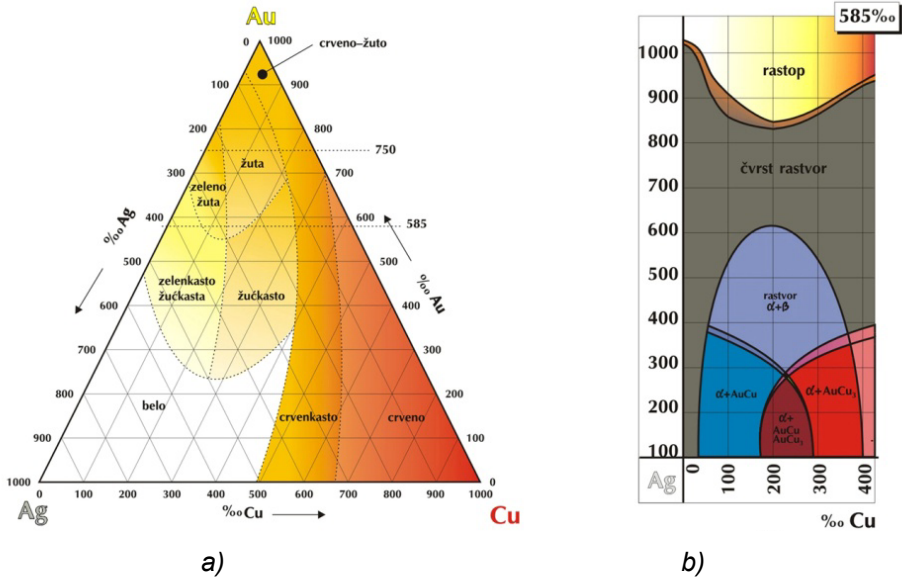 Au
0 1000
crveno–žuto
100 900
200 800
750
žuta
300 700
zeleno
žuta
400 600
585
‰ Ag
‰ Au
500 500
zelenkasto
žućkasta
žućkasto
600 400
700 300
800 200
belo
crvenkasto
crveno
900 100
1000 0
0 100 200 300 400 500 600 700 800 900 1000
Ag
‰ Cu
Cu
a)
585‰
1000
rastop
900
800
čvrst rastvor
700
600
500
rastvor
α+β
400
300
α+AuCu
α+AuCu3
200
α+
AuCu
AuCu3
100
Ag
0 100 200 300 400
‰ Cu
b)